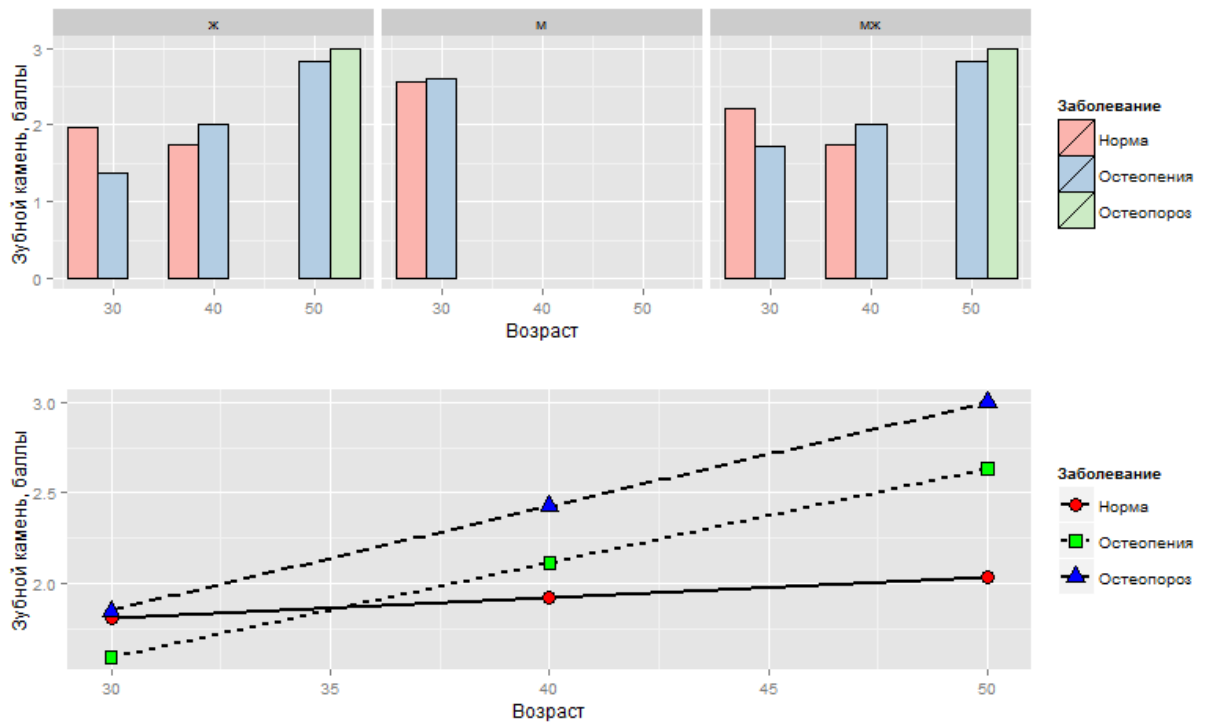 ж м мж
Зубной камень, баллы
3
2
1
0
30 40 50 30 40 50 30 40 50
Возраст
Заболевание
Норма
Остеопения
Остеопороз
Зубной камень, баллы
3.0
2.5
2.0
30 35 40 45 50
Возраст
Заболевание
Норма
Остеопения
Остеопороз